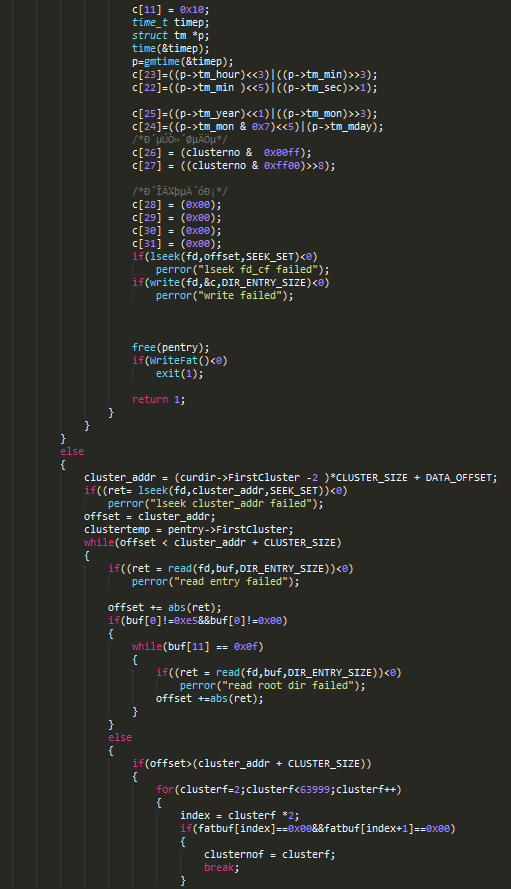 c[11] = 0x10;
time_t timep;
struct tm *p;
time(&timep);
p=gmtime(&timep);
c[23]=((p->tm_hour)<<3)|((p->tm_min)>>3);
c[22]=((p->tm_min )<<5)|((p->tm_sec)>>1);
c[25]=((p->tm_year)<<1)|((p->tm_mon)>>3);
c[24]=((p->tm_mon & 0x7)<<5)|(p->tm_mday);
c[26] = (clusterno &  0x00ff);
c[27] = ((clusterno & 0xff00)>>8);
c[28] = (0x00);
c[29] = (0x00);
c[30] = (0x00);
c[31] = (0x00);
if(lseek(fd,offset,SEEK_SET)<0)
perror("lseek fd_cf failed");
if(write(fd,&c,DIR_ENTRY_SIZE)<0)
perror("write failed");
free(pentry);
if(WriteFat()<0)
exit(1);
return 1;
}
}
}
else
{
cluster_addr = (curdir->FirstCluster -2 )*CLUSTER_SIZE + DATA_OFFSET;
if((ret= lseek(fd,cluster_addr,SEEK_SET))<0)
perror("lseek cluster_addr failed");
offset = cluster_addr;
clustertemp = pentry->FirstCluster;
while(offset < cluster_addr + CLUSTER_SIZE)
{
if((ret = read(fd,buf,DIR_ENTRY_SIZE))<0)
perror("read entry failed");
offset += abs(ret);
if(buf[0]!=0xe5&&buf[0]!=0x00)
{
while(buf[11] == 0x0f)
{
if((ret = read(fd,buf,DIR_ENTRY_SIZE))<0)
perror("read root dir failed");
offset +=abs(ret);
}
}
else
{
if(offset>(cluster_addr + CLUSTER_SIZE))
{
for(clusterf=2;clusterf<63999;clusterf++)
{
index = clusterf *2;
if(fatbuf[index]==0x00&&fatbuf[index+1]==0x00)
{
clusternof = clusterf;
break;
}